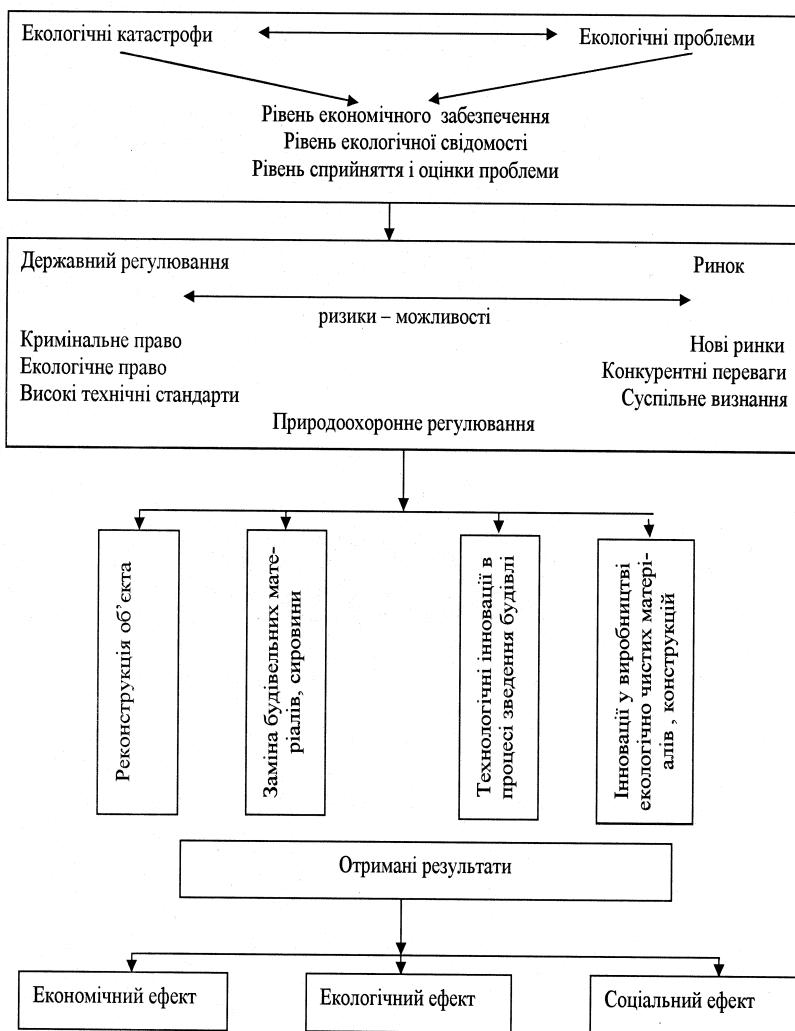 Екологічні катастрофи
Екологічні проблеми
Рівень економічного забезпечення
Рівень екологічної свідомості
Рівень сприйняття і оцінки проблеми
Державний регулювання
Ринок
ризики – можливості
Кримінальне право
Екологічне право
Високі технічні стандарти
Нові ринки
Конкурентні переваги
Суспільне визнання
Природоохоронне регулювання
Реконструкція об’єкта
Заміна будівельних мате-
ріалів, сировини
Технологічні інновації в
процесі зведення будівлі
Інновації у виробництві
екологічно чистих матері-
алів , конструкцій
Отримані результати
Економічний ефект
Екологічний ефект
Соціальний ефект